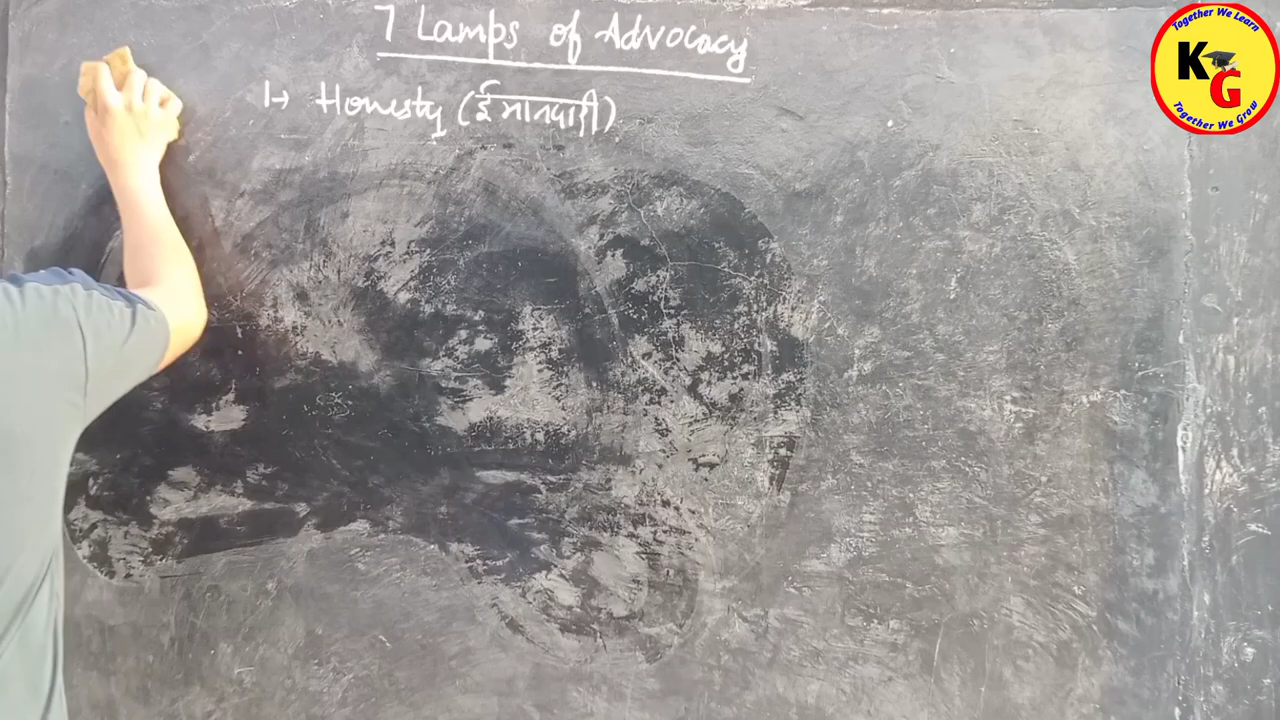 7 Lamps of Advocacy
1→ Honesty (ईमानदारी)
Together We Learn
KG
Together We Grow